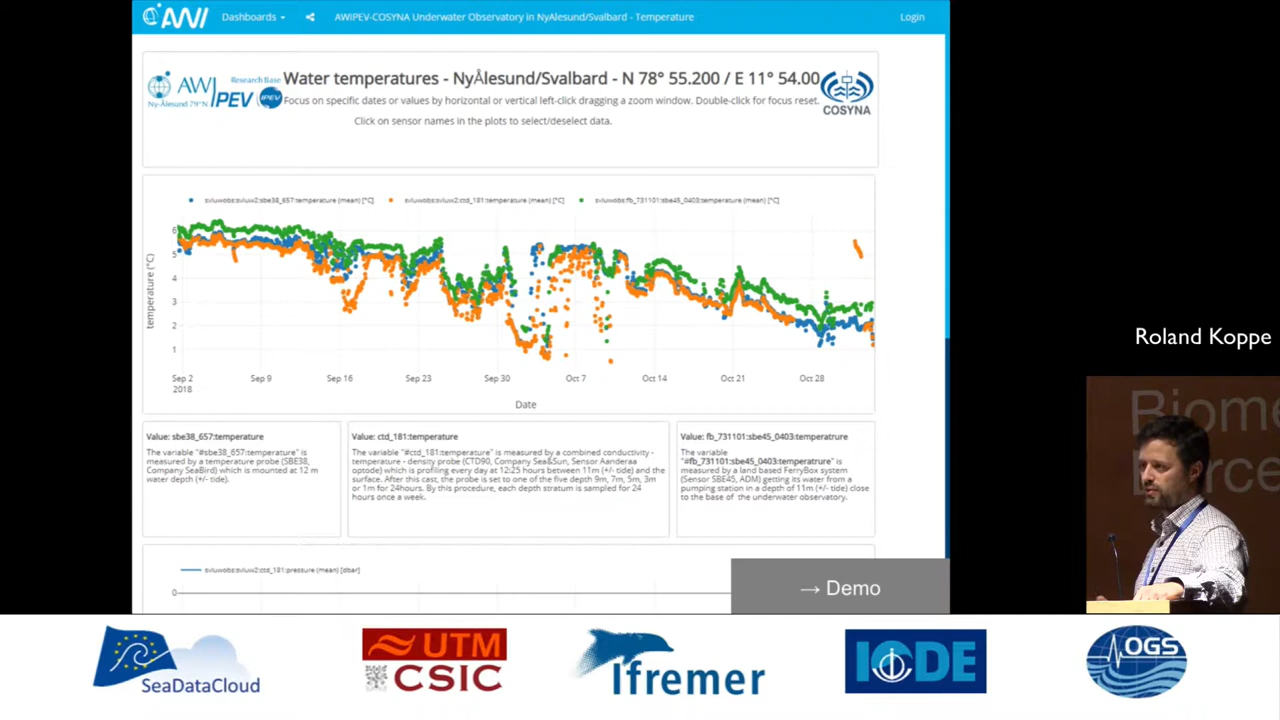 AWI
Dashboards
AWIPEV-COSYNA Underwater Observatory in NyAlesund/Svalbard - Temperature
Login
AWI
IPEV
Ny-Ålesund 79°N
Research Base
IPEV
Water temperatures - NyÅlesund/Svalbard - N 78° 55.200 / E 11° 54.00
Focus on specific dates or values by horizontal or vertical left-click dragging a zoom window. Double-click for focus reset.
Click on sensor names in the plots to select/deselect data.
COSYNA
svluwobs:svluw2:sbe38_657:temperature (mean) [°C]
svluwobs:svluw2:ctd_181:temperature (mean) [°C]
svluwobs:fb_731101:sbe45_0403:temperature (mean) [°C]
temperature (°C)
6
5
4
3
2
1
Sep 2
2018
Sep 9
Sep 16
Sep 23
Sep 30
Oct 7
Oct 14
Oct 21
Oct 28
Date
Value: sbe38_657:temperature
The variable "#sbe38_657:temperature" is
measured by a temperature probe (SBE38,
Company SeaBird) which is mounted at 12 m
water depth (+/- tide).
Value: ctd_181:temperature
The variable "#ctd_181:temperature" is measured by a combined conductivity -
temperature - density probe (CTD90, Company Sea&Sun, Sensor Aanderaa
optode) which is profiling every day at 12:25 hours between 11m (+/- tide) and the
surface. After this cast, the probe is set to one of the five depth 9m, 7m, 5m, 3m
or 1m for 24hours. By this procedure, each depth stratum is sampled for 24
hours once a week.
Value: fb_731101:sbe45_0403:temperatrure
The variable
"#fb_731101:sbe45_0403:temperatrure" is
measured by a land based FerryBox system
(Sensor SBE45, ADM) getting its water from a
pumping station in a depth of 11m (+/- tide) close
to the base of the underwater observatory.
svluwobs:svluw2:ctd_181:pressure (mean) [dbar]
0
→ Demo
Roland Koppe
SeaDataCloud
UTM
CSIC
Ifremer
IODE
OGS